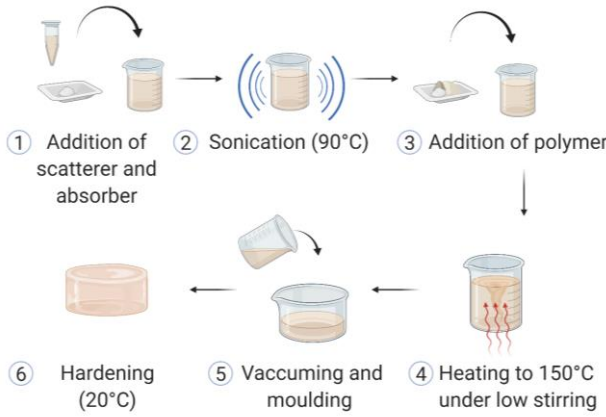 1 Addition of
scatterer and
absorber
2 Sonication (90°C)
3 Addition of polymer
6 Hardening
(20°C)
5 Vaccuming and
moulding
4 Heating to 150°C
under low stirring